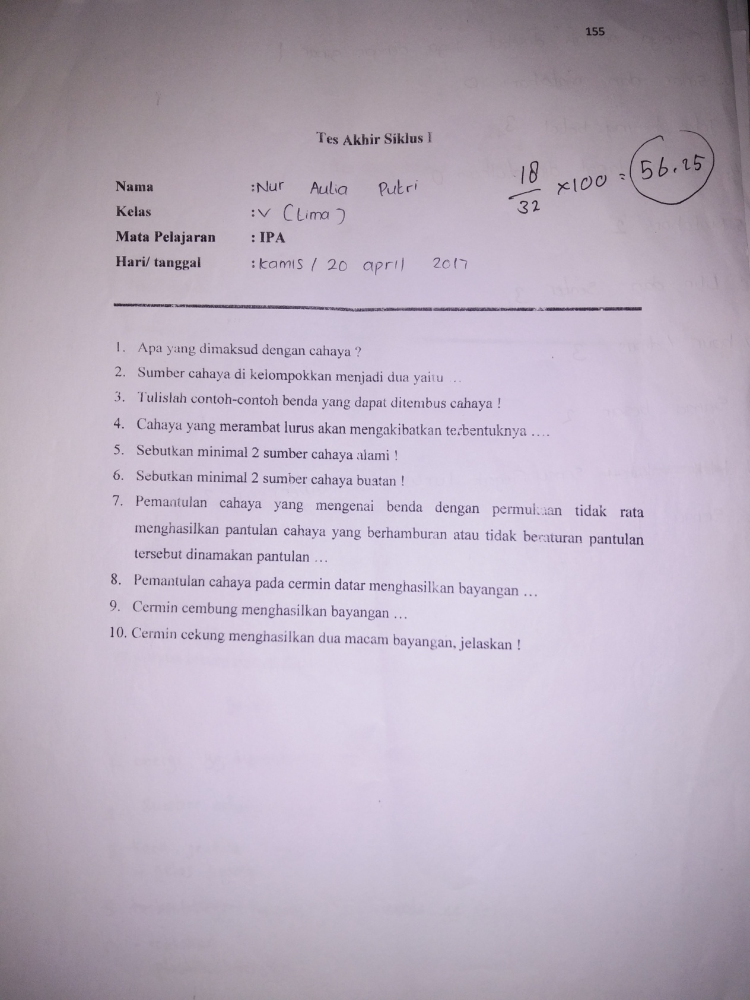 155
Tes Akhir Siklus I
Nama : Nur Aulia Putri
18/32 x100 = 56.25
Kelas : V (Lima)
Mata Pelajaran : IPA
Hari/ tanggal : kamis / 20 april 2017
1. Apa yang dimaksud dengan cahaya ?
2. Sumber cahaya di kelompokkan menjadi dua yaitu ...
3. Tulislah contoh-contoh benda yang dapat ditembus cahaya !
4. Cahaya yang merambat lurus akan mengakibatkan terbentuknya ....
5. Sebutkan minimal 2 sumber cahaya alami !
6. Sebutkan minimal 2 sumber cahaya buatan !
7. Pemantulan cahaya yang mengenai benda dengan permukaan tidak rata
menghasilkan pantulan cahaya yang berhamburan atau tidak beraturan pantulan
tersebut dinamakan pantulan ...
8. Pemantulan cahaya pada cermin datar menghasilkan bayangan ...
9. Cermin cembung menghasilkan bayangan ...
10. Cermin cekung menghasilkan dua macam bayangan, jelaskan !